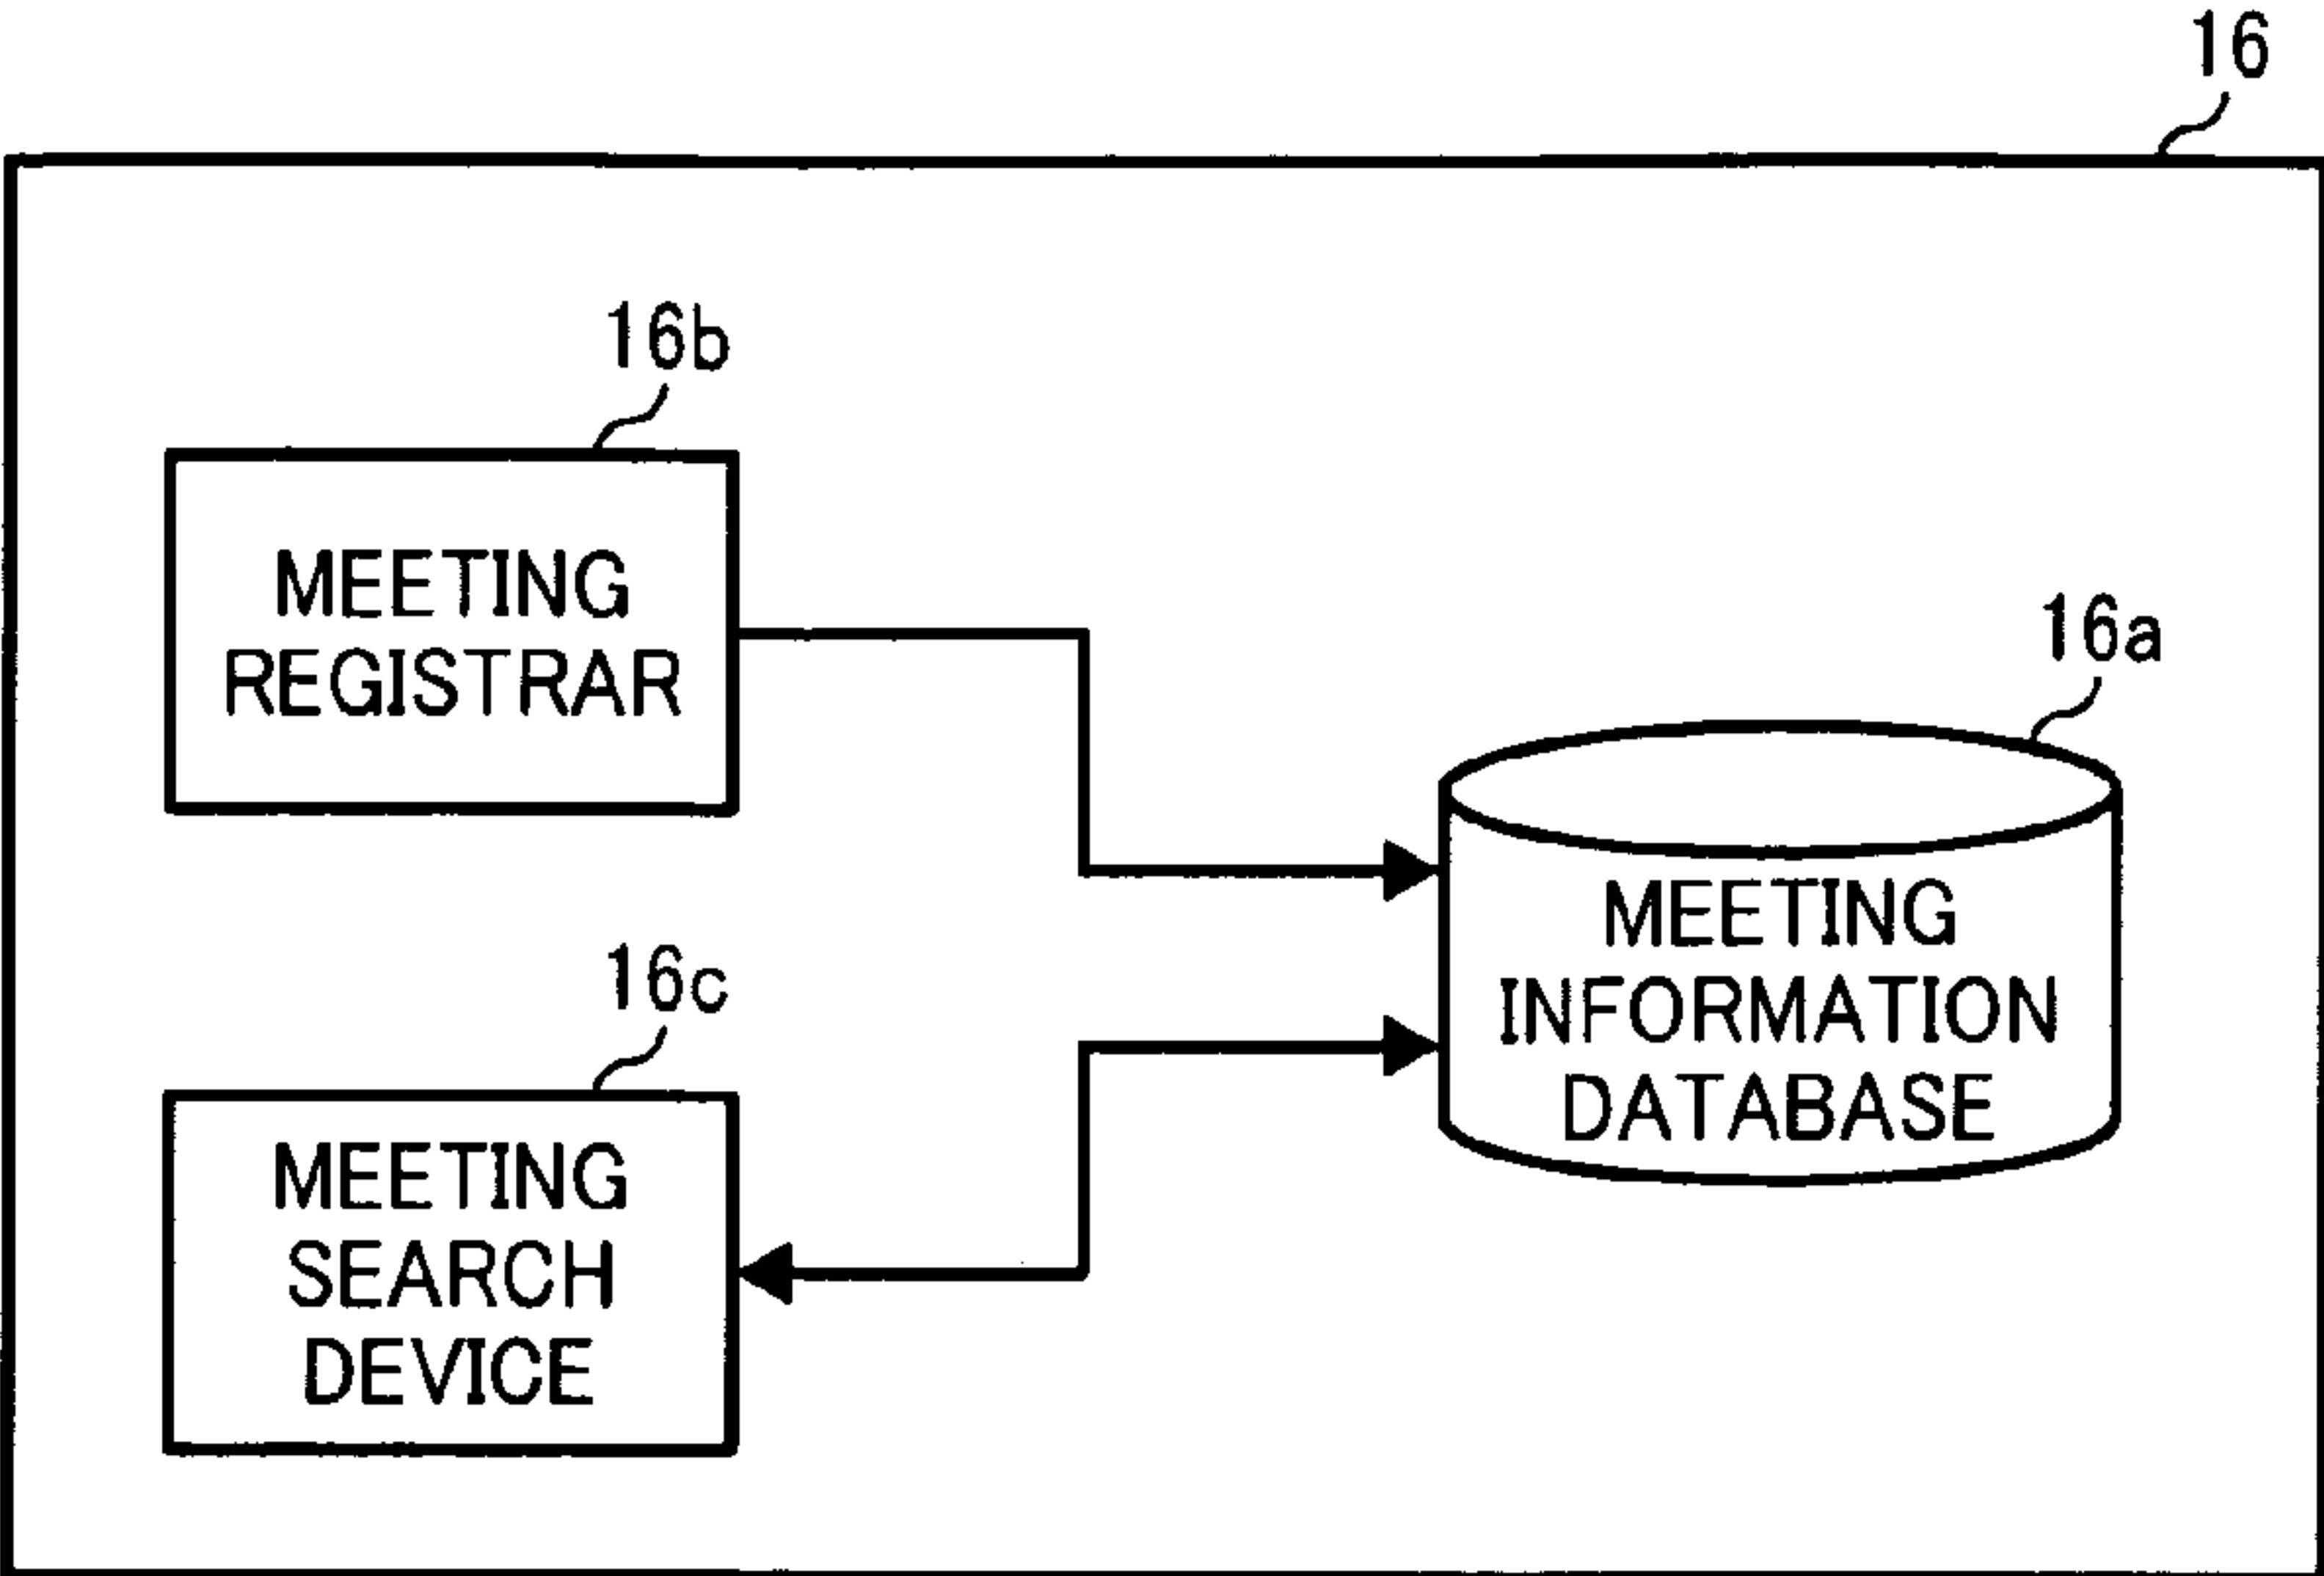 16
16b
MEETING
REGISTRAR
16a
MEETING
INFORMATION
DATABASE
16c
MEETING
SEARCH
DEVICE